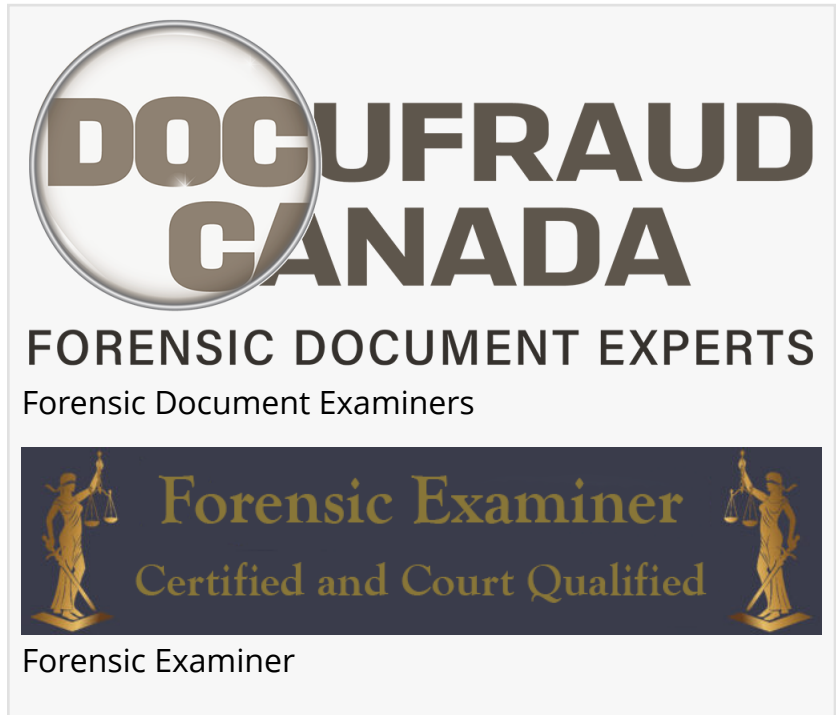 DOCUFRAUD
CANADA
FORENSIC DOCUMENT EXPERTS
Forensic Document Examiners
Forensic Examiner
Certified and Court Qualified
Forensic Examiner